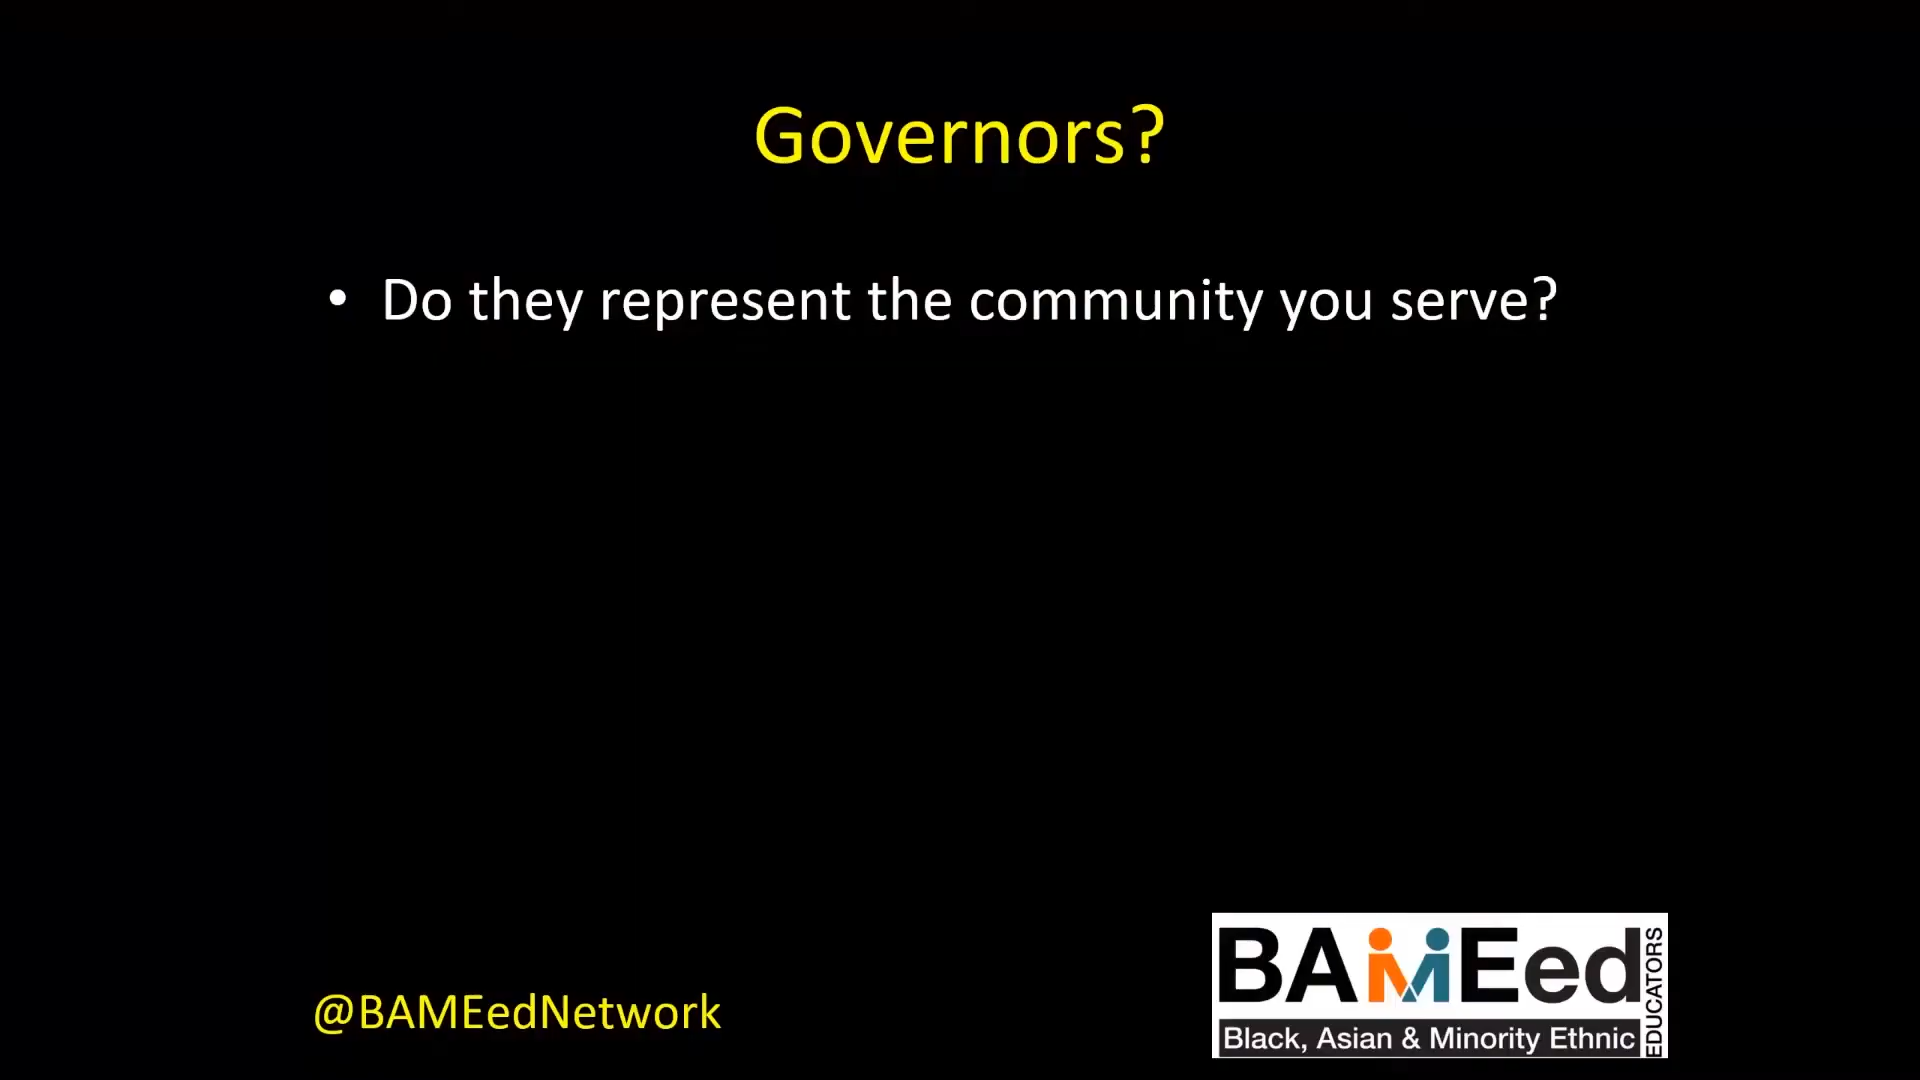 Governors?
• Do they represent the community you serve?
@BAMEedNetwork
BAMEed
EDUCATORS
Black, Asian & Minority Ethnic